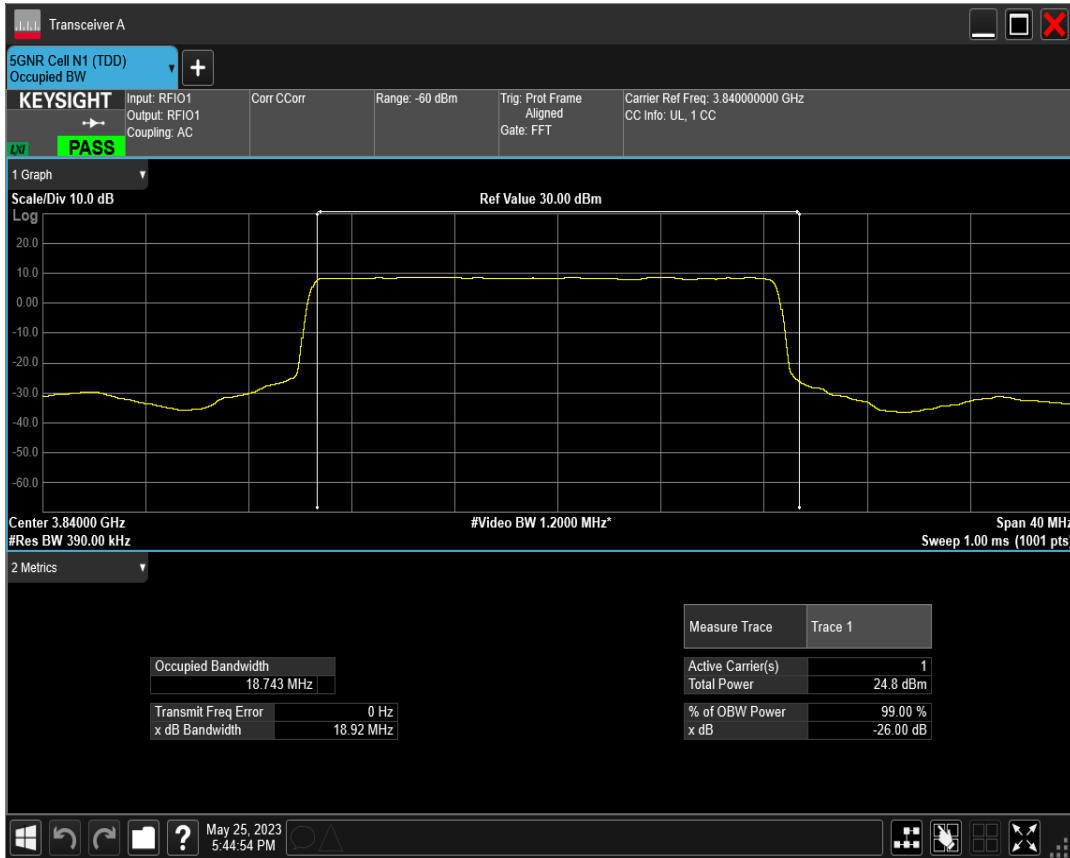 Transceiver A
5GNR Cell N1 (TDD)
Occupied BW
+
KEYSIGHT
LXI
PASS
Input: RFIO1
Output: RFIO1
Coupling: AC
Corr CCorr
Range: -60 dBm
Trig: Prot Frame
Aligned
Gate: FFT
Carrier Ref Freq: 3.840000000 GHz
CC Info: UL, 1 CC
1 Graph
Scale/Div 10.0 dB
Ref Value 30.00 dBm
Log
20.0
10.0
0.00
-10.0
-20.0
-30.0
-40.0
-50.0
-60.0
Center 3.84000 GHz
#Video BW 1.2000 MHz*
Span 40 MHz
#Res BW 390.00 kHz
Sweep 1.00 ms (1001 pts)
2 Metrics
Measure Trace Trace 1
Occupied Bandwidth
18.743 MHz
Active Carrier(s) 1
Total Power 24.8 dBm
Transmit Freq Error 0 Hz
x dB Bandwidth 18.92 MHz
% of OBW Power 99.00 %
x dB -26.00 dB
?
May 25, 2023
5:44:54 PM